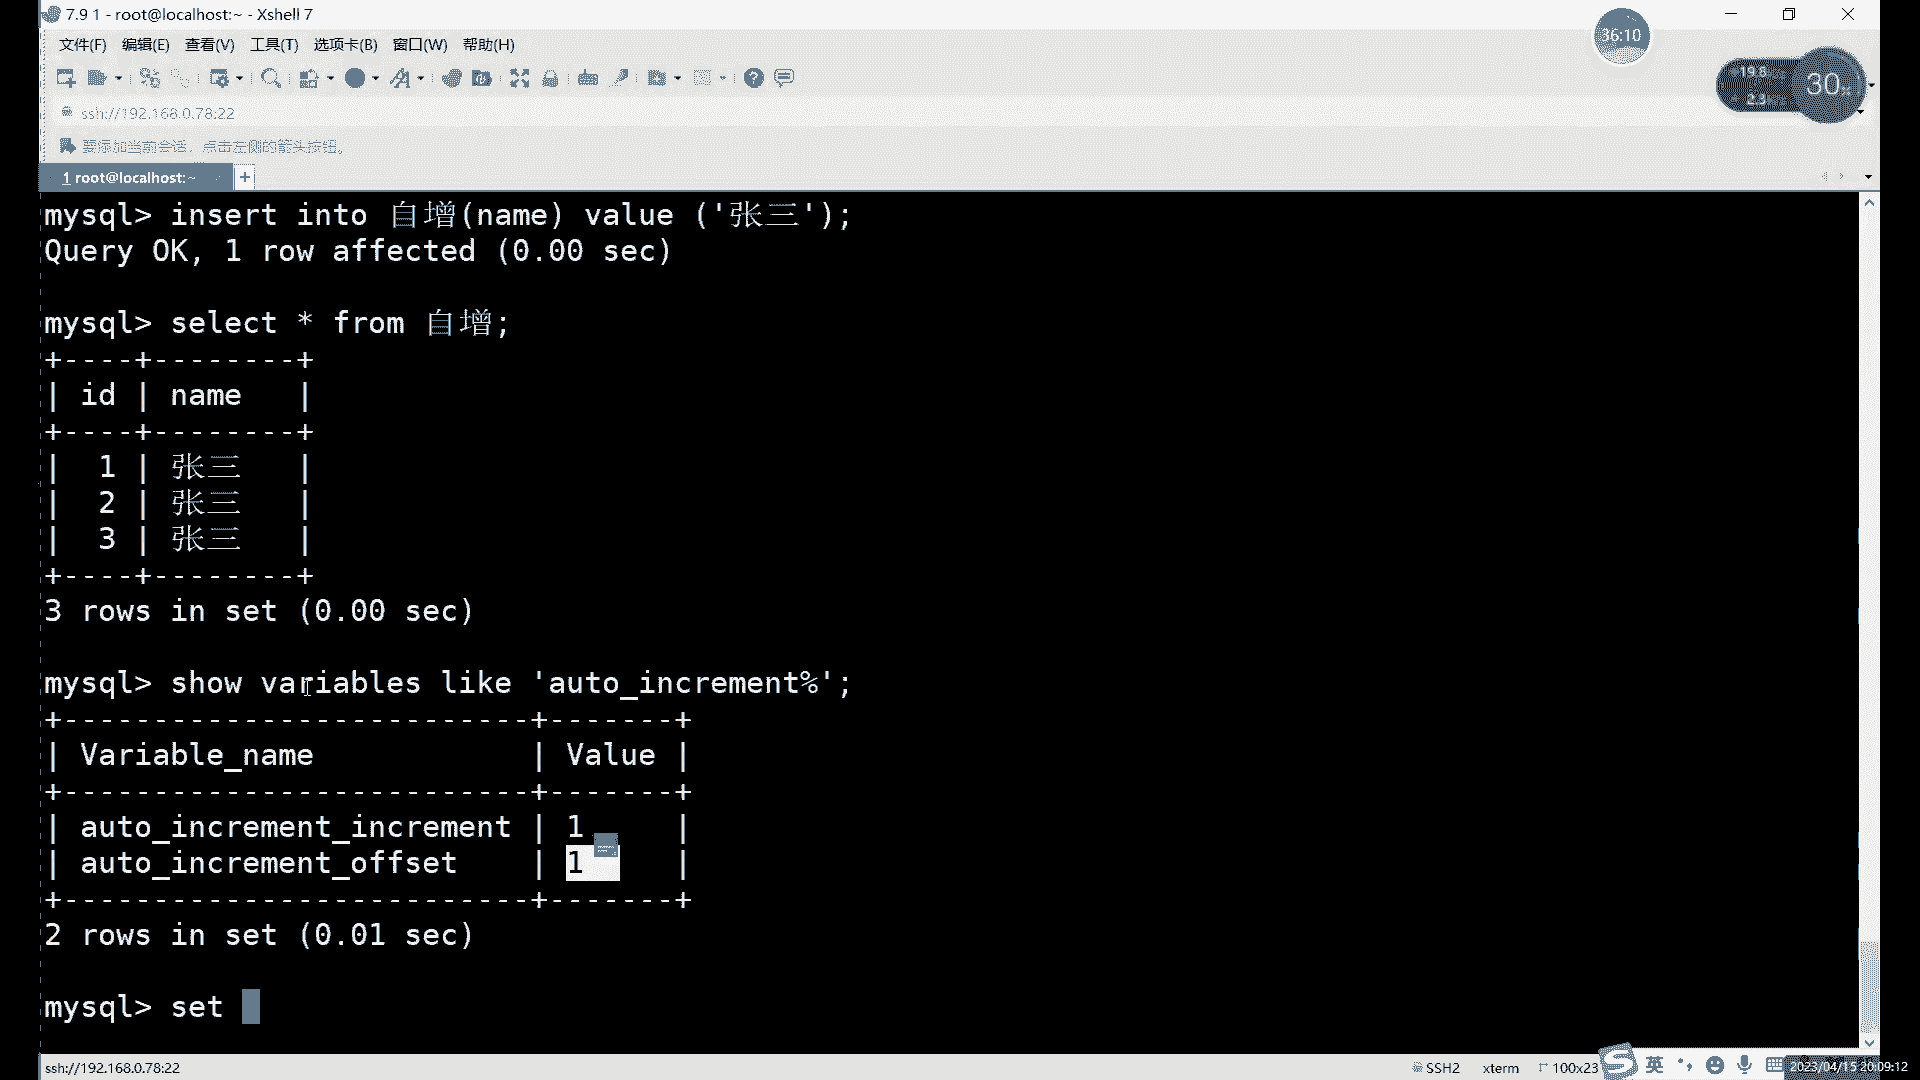 7.9 1 - root@localhost:~ - Xshell 7
36:10
文件(F) 编辑(E) 查看(V) 工具(T) 选项卡(B) 窗口(W) 帮助(H)
19.8
30%
2.3
ssh://192.168.0.78:22
要添加当前会话，点击左侧的箭头按钮。
1 root@localhost:~
mysql> insert into 自增(name) value ('张三');
Query OK, 1 row affected (0.00 sec)
mysql> select * from 自增;
+----+--------+
| id | name   |
+----+--------+
|  1 | 张三   |
|  2 | 张三   |
|  3 | 张三   |
+----+--------+
3 rows in set (0.00 sec)
mysql> show variables like 'auto_increment%';
+--------------------------+-------+
| Variable_name            | Value |
+--------------------------+-------+
| auto_increment_increment | 1     |
| auto_increment_offset    | 1     |
+--------------------------+-------+
2 rows in set (0.01 sec)
mysql> set
ssh://192.168.0.78:22 SSH2 xterm 100x23 英 2023/04/15 20:09:12